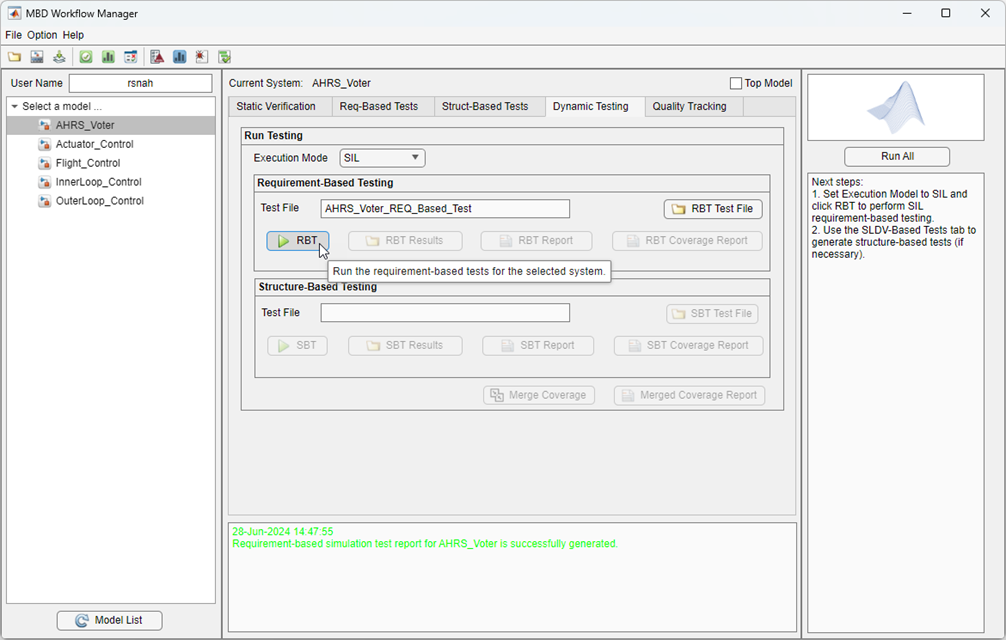 MBD Workflow Manager
File Option Help
User Name rsnah
Select a model ...
AHRS_Voter
Actuator_Control
Flight_Control
InnerLoop_Control
OuterLoop_Control
Model List
Current System: AHRS_Voter
Top Model
Static Verification Req-Based Tests Struct-Based Tests Dynamic Testing Quality Tracking
Run Testing
Execution Mode SIL
Requirement-Based Testing
Test File AHRS_Voter_REQ_Based_Test RBT Test File
RBT RBT Results RBT Report RBT Coverage Report
Run the requirement-based tests for the selected system.
Structure-Based Testing
Test File SBT Test File
SBT SBT Results SBT Report SBT Coverage Report
Merge Coverage Merged Coverage Report
28-Jun-2024 14:47:55
Requirement-based simulation test report for AHRS_Voter is successfully generated.
Run All
Next steps:
1. Set Execution Model to SIL and
click RBT to perform SIL
requirement-based testing.
2. Use the SLDV-Based Tests tab to
generate structure-based tests (if
necessary).